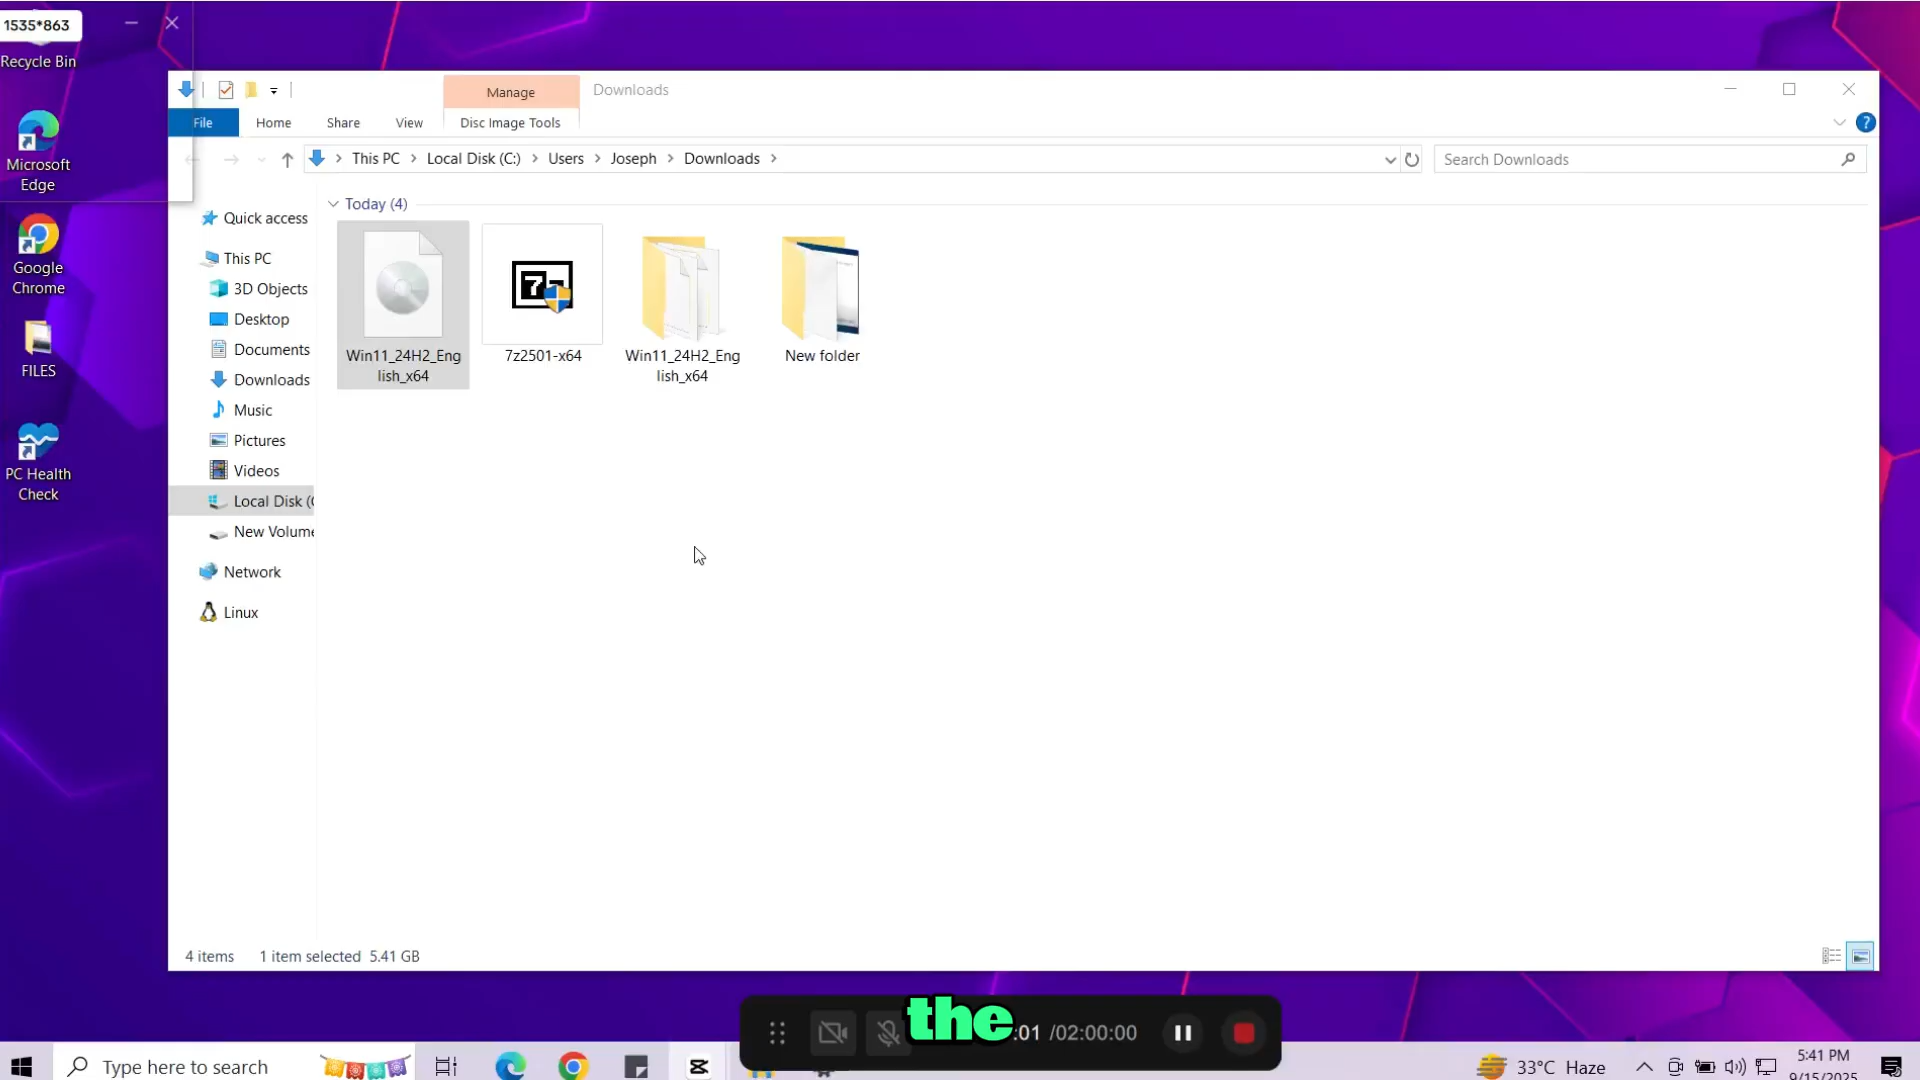 1535*863
Recycle Bin
Microsoft
Edge
Google
Chrome
FILES
PC Health
Check
Manage
Downloads
File
Home
Share
View
Disc Image Tools
?
This PC
Local Disk (C:)
Users
Joseph
Downloads
Search Downloads
Quick access
This PC
3D Objects
Desktop
Documents
Downloads
Music
Pictures
Videos
Local Disk (
New Volume
Network
Linux
Today (4)
Win11_24H2_Eng
lish_x64
7z2501-x64
Win11_24H2_Eng
lish_x64
New folder
4 items
1 item selected 5.41 GB
the
:01 /02:00:00
Type here to search
33°C Haze
5:41 PM
9/15/2025